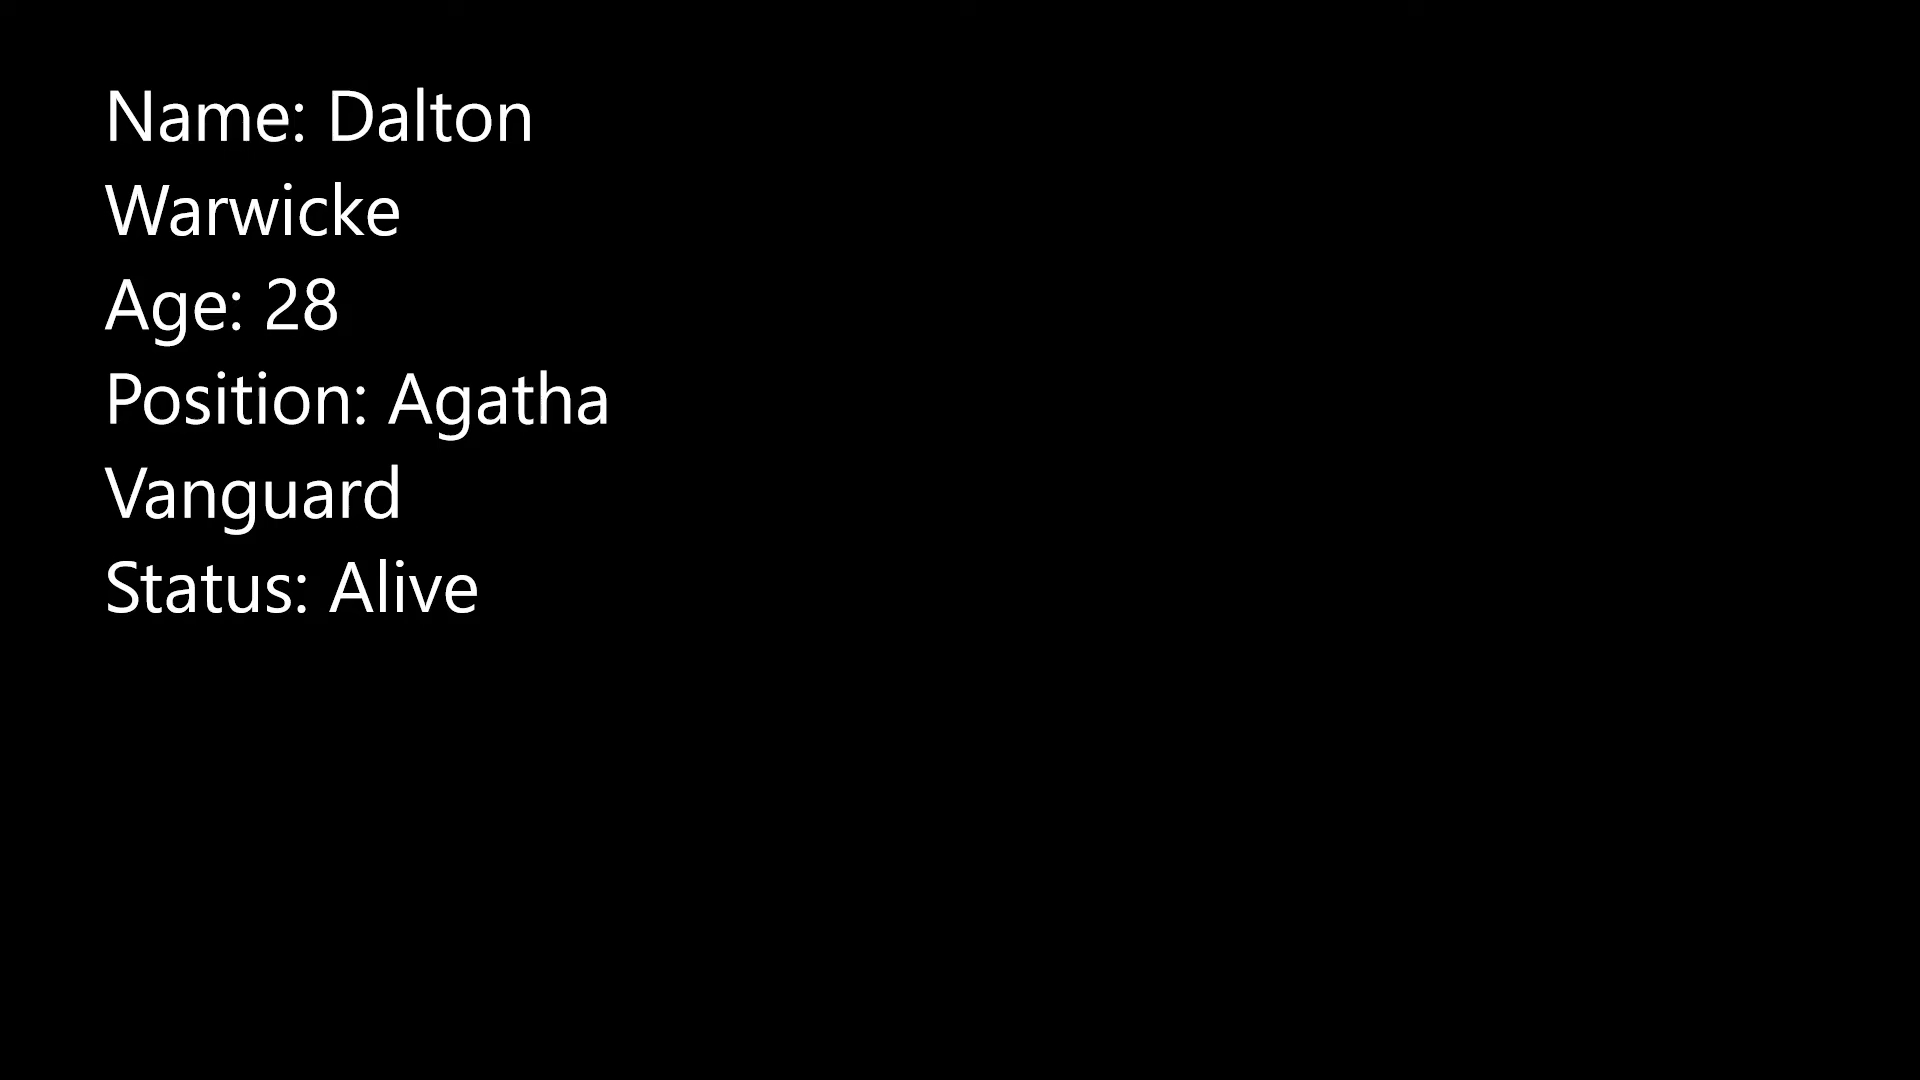 Name: Dalton
Warwicke
Age: 28
Position: Agatha
Vanguard
Status: Alive